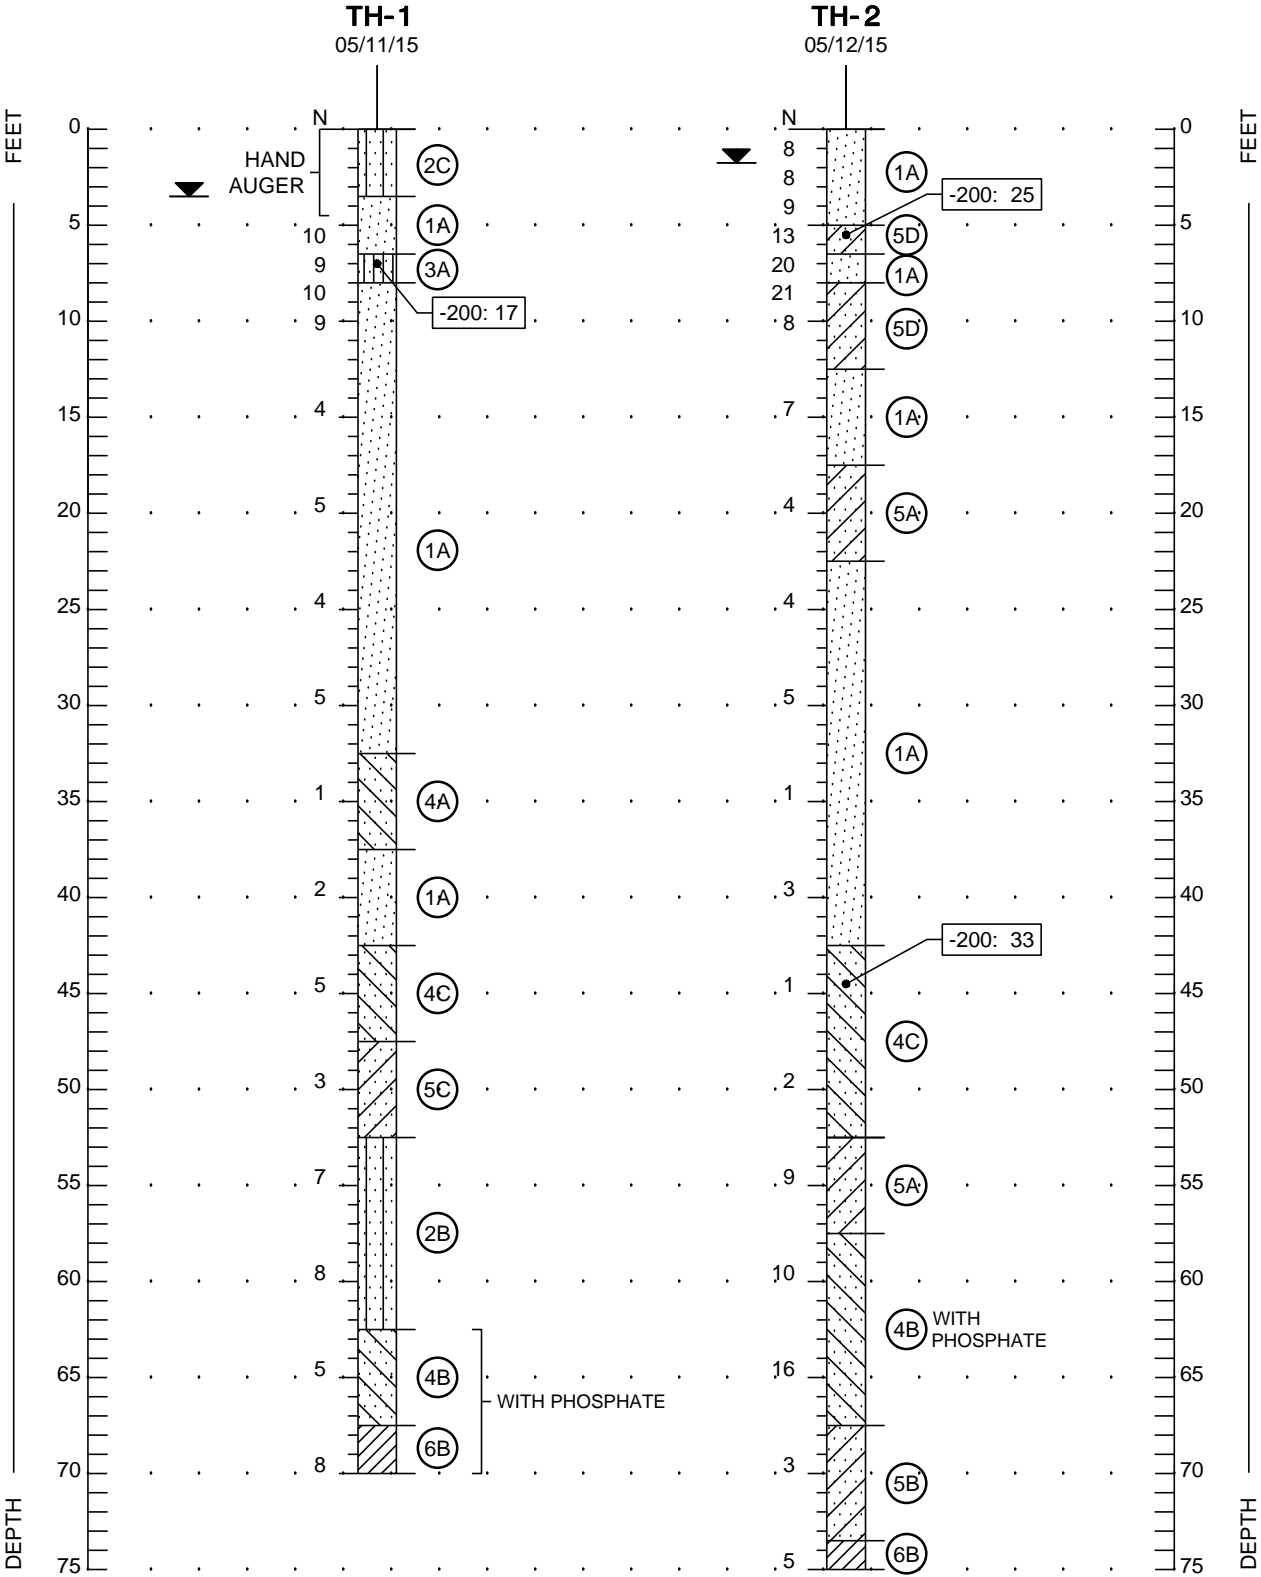 TH-1
05/11/15
TH-2
05/12/15
FEET
FEET
N
N
0
0
8
HAND
AUGER
2C
8
1A
9
-200: 25
5
5
10
1A
13
5D
9
3A
20
1A
10
-200: 17
21
10
9
8
5D
10
15
4
7
1A
15
20
5
4
5A
20
1A
25
4
4
25
30
5
5
30
1A
35
1
4A
1
35
40
2
1A
3
40
-200: 33
45
5
4C
1
45
4C
50
3
5C
2
50
55
7
9
5A
55
2B
60
8
10
60
4B
WITH
PHOSPHATE
65
5
4B
16
65
WITH PHOSPHATE
6B
70
8
3
70
5B
DEPTH
DEPTH
75
5
6B
75